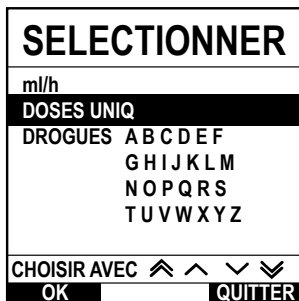 SELECTIONNER
ml/h
DOSES UNIQ
DROGUES A B C D E F
G H I J K L M
N O P Q R S
T U V W X Y Z
CHOISIR AVEC
OK QUITTER